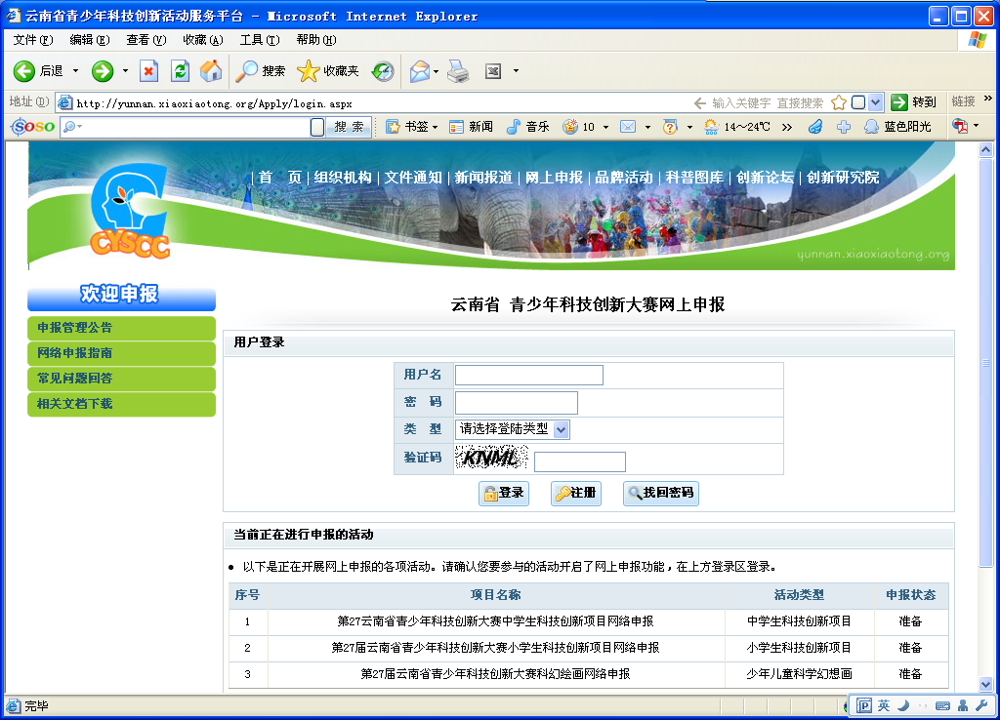 云南省青少年科技创新活动服务平台 - Microsoft Internet Explorer
文件(F) 编辑(E) 查看(V) 收藏(A) 工具(T) 帮助(H)
后退 搜索 收藏夹
地址(D) http://yunnan.xiaoxiaotong.org/Apply/login.aspx 输入关键字 直接搜索 转到 链接 »
SOSO 搜 索 书签 新闻 音乐 10 14～24℃ » 蓝色阳光
|首 页|组织机构|文件通知|新闻报道|网上申报|品牌活动|科普图库|创新论坛|创新研究院
CYSCC
yunnan.xiaoxiaotong.org
欢迎申报
申报管理公告
网络申报指南
常见问题回答
相关文档下载
云南省 青少年科技创新大赛网上申报
用户登录
用户名
密 码
类 型 请选择登陆类型
验证码 KNML
登录 注册 找回密码
当前正在进行申报的活动
● 以下是正在开展网上申报的各项活动。请确认您要参与的活动开启了网上申报功能，在上方登录区登录。
序号 项目名称 活动类型 申报状态
1 第27云南省青少年科技创新大赛中学生科技创新项目网络申报 中学生科技创新项目 准备
2 第27届云南省青少年科技创新大赛小学生科技创新项目网络申报 小学生科技创新项目 准备
3 第27届云南省青少年科技创新大赛科幻绘画网络申报 少年儿童科学幻想画 准备
完毕
英